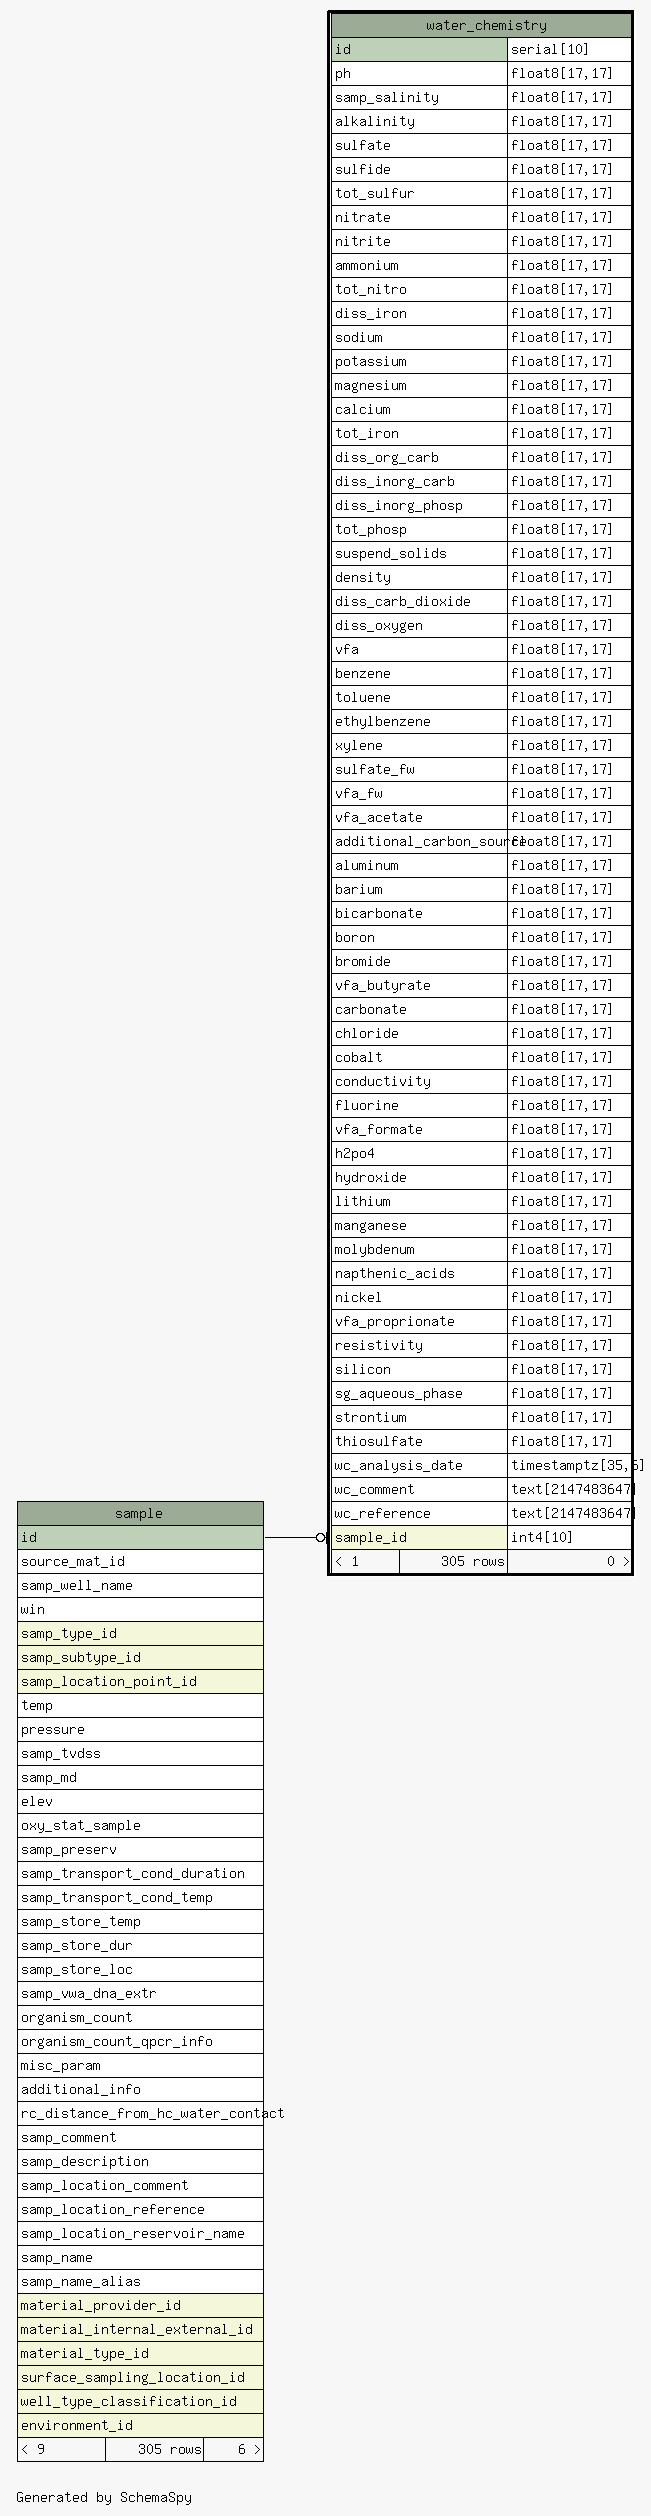 water_chemistry
id serial[10]
ph float8[17,17]
samp_salinity float8[17,17]
alkalinity float8[17,17]
sulfate float8[17,17]
sulfide float8[17,17]
tot_sulfur float8[17,17]
nitrate float8[17,17]
nitrite float8[17,17]
ammonium float8[17,17]
tot_nitro float8[17,17]
diss_iron float8[17,17]
sodium float8[17,17]
potassium float8[17,17]
magnesium float8[17,17]
calcium float8[17,17]
tot_iron float8[17,17]
diss_org_carb float8[17,17]
diss_inorg_carb float8[17,17]
diss_inorg_phosp float8[17,17]
tot_phosp float8[17,17]
suspend_solids float8[17,17]
density float8[17,17]
diss_carb_dioxide float8[17,17]
diss_oxygen float8[17,17]
vfa float8[17,17]
benzene float8[17,17]
toluene float8[17,17]
ethylbenzene float8[17,17]
xylene float8[17,17]
sulfate_fw float8[17,17]
vfa_fw float8[17,17]
vfa_acetate float8[17,17]
additional_carbon_source float8[17,17]
aluminum float8[17,17]
barium float8[17,17]
bicarbonate float8[17,17]
boron float8[17,17]
bromide float8[17,17]
vfa_butyrate float8[17,17]
carbonate float8[17,17]
chloride float8[17,17]
cobalt float8[17,17]
conductivity float8[17,17]
fluorine float8[17,17]
vfa_formate float8[17,17]
h2po4 float8[17,17]
hydroxide float8[17,17]
lithium float8[17,17]
manganese float8[17,17]
molybdenum float8[17,17]
napthenic_acids float8[17,17]
nickel float8[17,17]
vfa_proprionate float8[17,17]
resistivity float8[17,17]
silicon float8[17,17]
sg_aqueous_phase float8[17,17]
strontium float8[17,17]
thiosulfate float8[17,17]
wc_analysis_date timestamptz[35,6]
wc_comment text[2147483647]
wc_reference text[2147483647]
sample_id int4[10]
< 1 305 rows 0 >
sample
id
source_mat_id
samp_well_name
win
samp_type_id
samp_subtype_id
samp_location_point_id
temp
pressure
samp_tvdss
samp_md
elev
oxy_stat_sample
samp_preserv
samp_transport_cond_duration
samp_transport_cond_temp
samp_store_temp
samp_store_dur
samp_store_loc
samp_vwa_dna_extr
organism_count
organism_count_qpcr_info
misc_param
additional_info
rc_distance_from_hc_water_contact
samp_comment
samp_description
samp_location_comment
samp_location_reference
samp_location_reservoir_name
samp_name
samp_name_alias
material_provider_id
material_internal_external_id
material_type_id
surface_sampling_location_id
well_type_classification_id
environment_id
< 9 305 rows 6 >
Generated by SchemaSpy